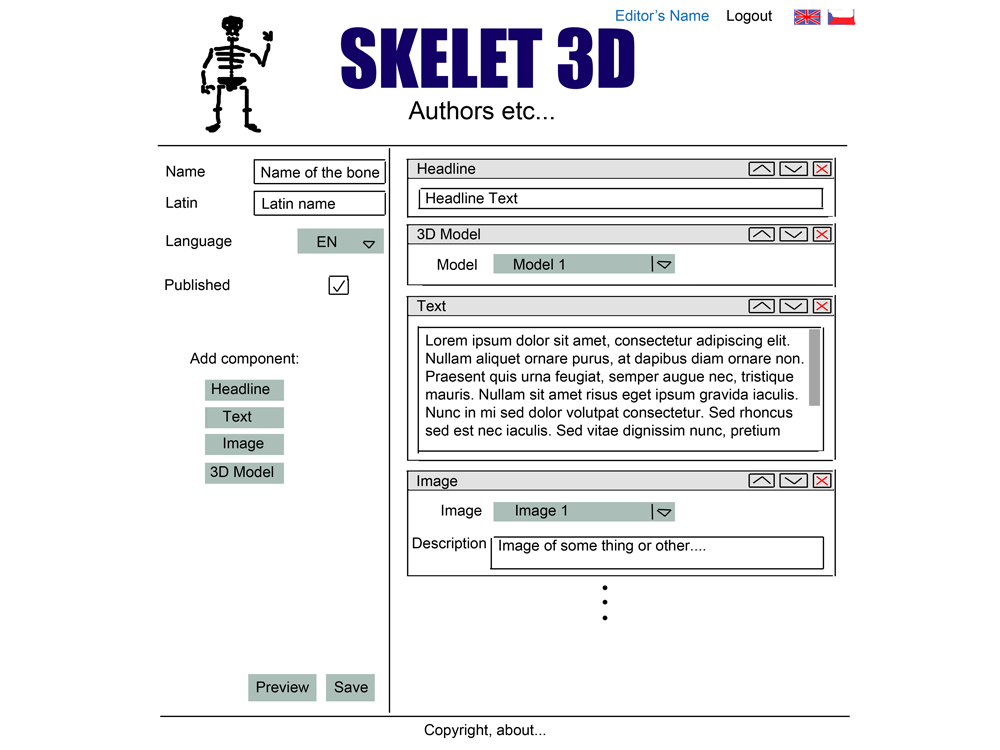 Editor's Name Logout
SKELET 3D
Authors etc...
Name Name of the bone
Latin Latin name
Language EN
Published
Add component:
Headline
Text
Image
3D Model
Preview Save
Headline
Headline Text
3D Model
Model Model 1
Text
Lorem ipsum dolor sit amet, consectetur adipiscing elit.
Nullam aliquet ornare purus, at dapibus diam ornare non.
Praesent quis urna feugiat, semper augue nec, tristique
mauris. Nullam sit amet risus eget ipsum gravida iaculis.
Nunc in mi sed dolor volutpat consectetur. Sed rhoncus
sed est nec iaculis. Sed vitae dignissim nunc, pretium
Image
Image Image 1
Description Image of some thing or other....
Copyright, about...